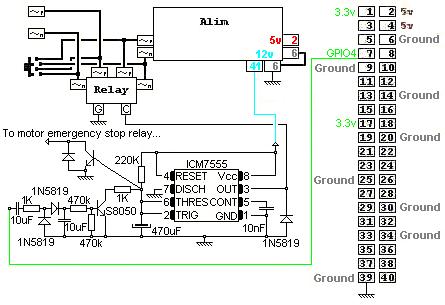 Alim
5v 2
12v 6
41 6
Relay
G C
To motor emergency stop relay...
220K
ICM7555
4 RESET Vcc 8
7 DISCH OUT 3
6 THRES CONT 5
2 TRIG GND 1
1K
S8050
1K 1N5819 470k
10uF
10uF
1N5819
470k
470uF
10nF
1N5819
3.3v 1 2 5v
3 4 5v
5 6 Ground
GPIO4 7 8
Ground 9 10
11 12
13 14 Ground
15 16
3.3v 17 18
19 20 Ground
21 22
23 24
Ground 25 26
27 28
29 30
31 32
33 34 Ground
35 36
37 38
Ground 39 40